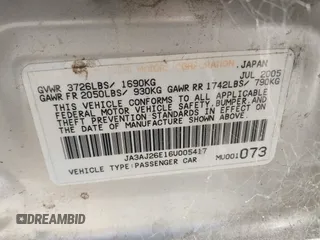 JAPAN
JUL 2005
GVWR 3726LBS/ 1690KG
GAWR FR 2050LBS/ 930KG GAWR RR 1742LBS/ 790KG
THIS VEHICLE CONFORMS TO ALL APPLICABLE
FEDERAL MOTOR VEHICLE SAFETY,BUMPER,AND
THEFT PREVENTION STANDARDS IN EFFECT ON
THE DATE OF MANUFACTURE SHOWN ABOVE.
JA3AJ26E16U005417
VEHICLE TYPE:PASSENGER CAR
MU001073
DREAMBID